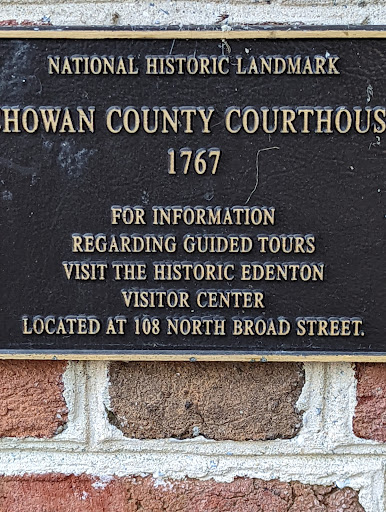 NATIONAL HISTORIC LANDMARK
HOWAN COUNTY COURTHOUS
1767
FOR INFORMATION
REGARDING GUIDED TOURS
VISIT THE HISTORIC EDENTON
VISITOR CENTER
LOCATED AT 108 NORTH BROAD STREET.